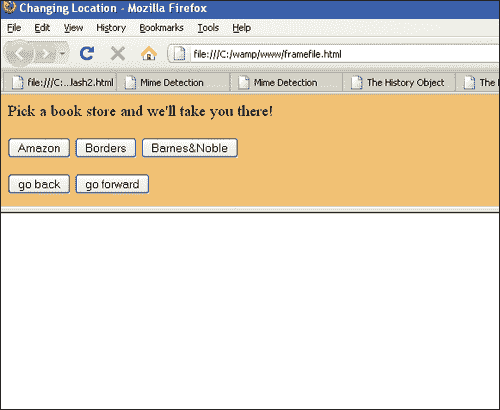 Changing Location - Mozilla Firefox
File Edit View History Bookmarks Tools Help
file:///C:/wamp/www/framefile.html
file:///C:...lash2.html Mime Detection Mime Detection The History Object The H
Pick a book store and we'll take you there!
Amazon Borders Barnes&Noble
go back go forward